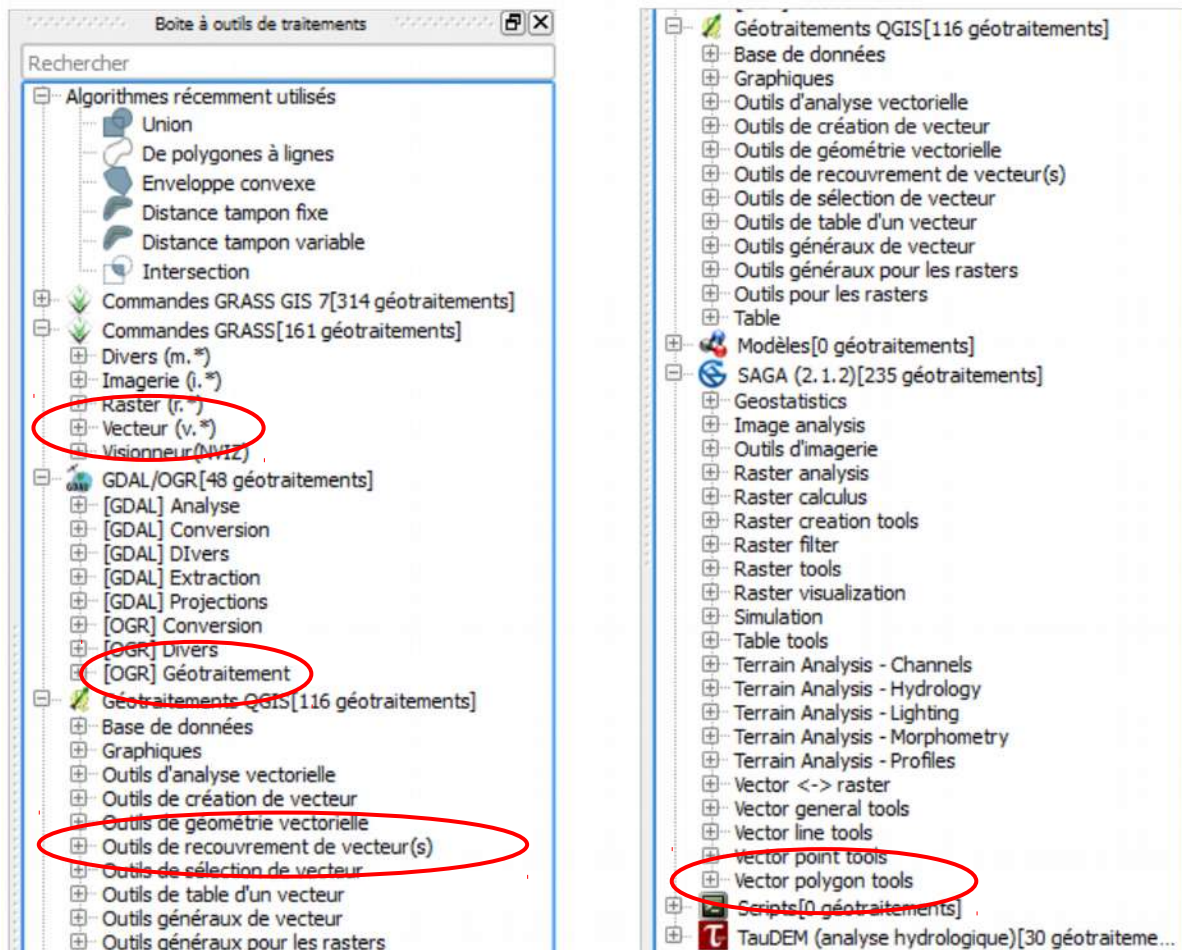 Boite à outils de traitements
Rechercher
Algorithmes récemment utilisés
Union
De polygones à lignes
Enveloppe convexe
Distance tampon fixe
Distance tampon variable
Intersection
Commandes GRASS GIS 7[314 géotraitements]
Commandes GRASS[161 géotraitements]
Divers (m.*)
Imagerie (i.*)
Raster (r.*)
Vecteur (v.*)
Visionneur(NVIZ)
GDAL/OGR[48 géotraitements]
[GDAL] Analyse
[GDAL] Conversion
[GDAL] DIvers
[GDAL] Extraction
[GDAL] Projections
[OGR] Conversion
[OGR] Divers
[OGR] Géotraitement
Géotraitements QGIS[116 géotraitements]
Base de données
Graphiques
Outils d'analyse vectorielle
Outils de création de vecteur
Outils de géométrie vectorielle
Outils de recouvrement de vecteur(s)
Outils de sélection de vecteur
Outils de table d'un vecteur
Outils généraux de vecteur
Outils généraux pour les rasters
Géotraitements QGIS[116 géotraitements]
Base de données
Graphiques
Outils d'analyse vectorielle
Outils de création de vecteur
Outils de géométrie vectorielle
Outils de recouvrement de vecteur(s)
Outils de sélection de vecteur
Outils de table d'un vecteur
Outils généraux de vecteur
Outils généraux pour les rasters
Outils pour les rasters
Table
Modèles[0 géotraitements]
SAGA (2.1.2)[235 géotraitements]
Geostatistics
Image analysis
Outils d'imagerie
Raster analysis
Raster calculus
Raster creation tools
Raster filter
Raster tools
Raster visualization
Simulation
Table tools
Terrain Analysis - Channels
Terrain Analysis - Hydrology
Terrain Analysis - Lighting
Terrain Analysis - Morphometry
Terrain Analysis - Profiles
Vector <-> raster
Vector general tools
Vector line tools
Vector point tools
Vector polygon tools
Scripts[0 géotraitements]
TauDEM (analyse hydrologique)[30 géotraiteme...